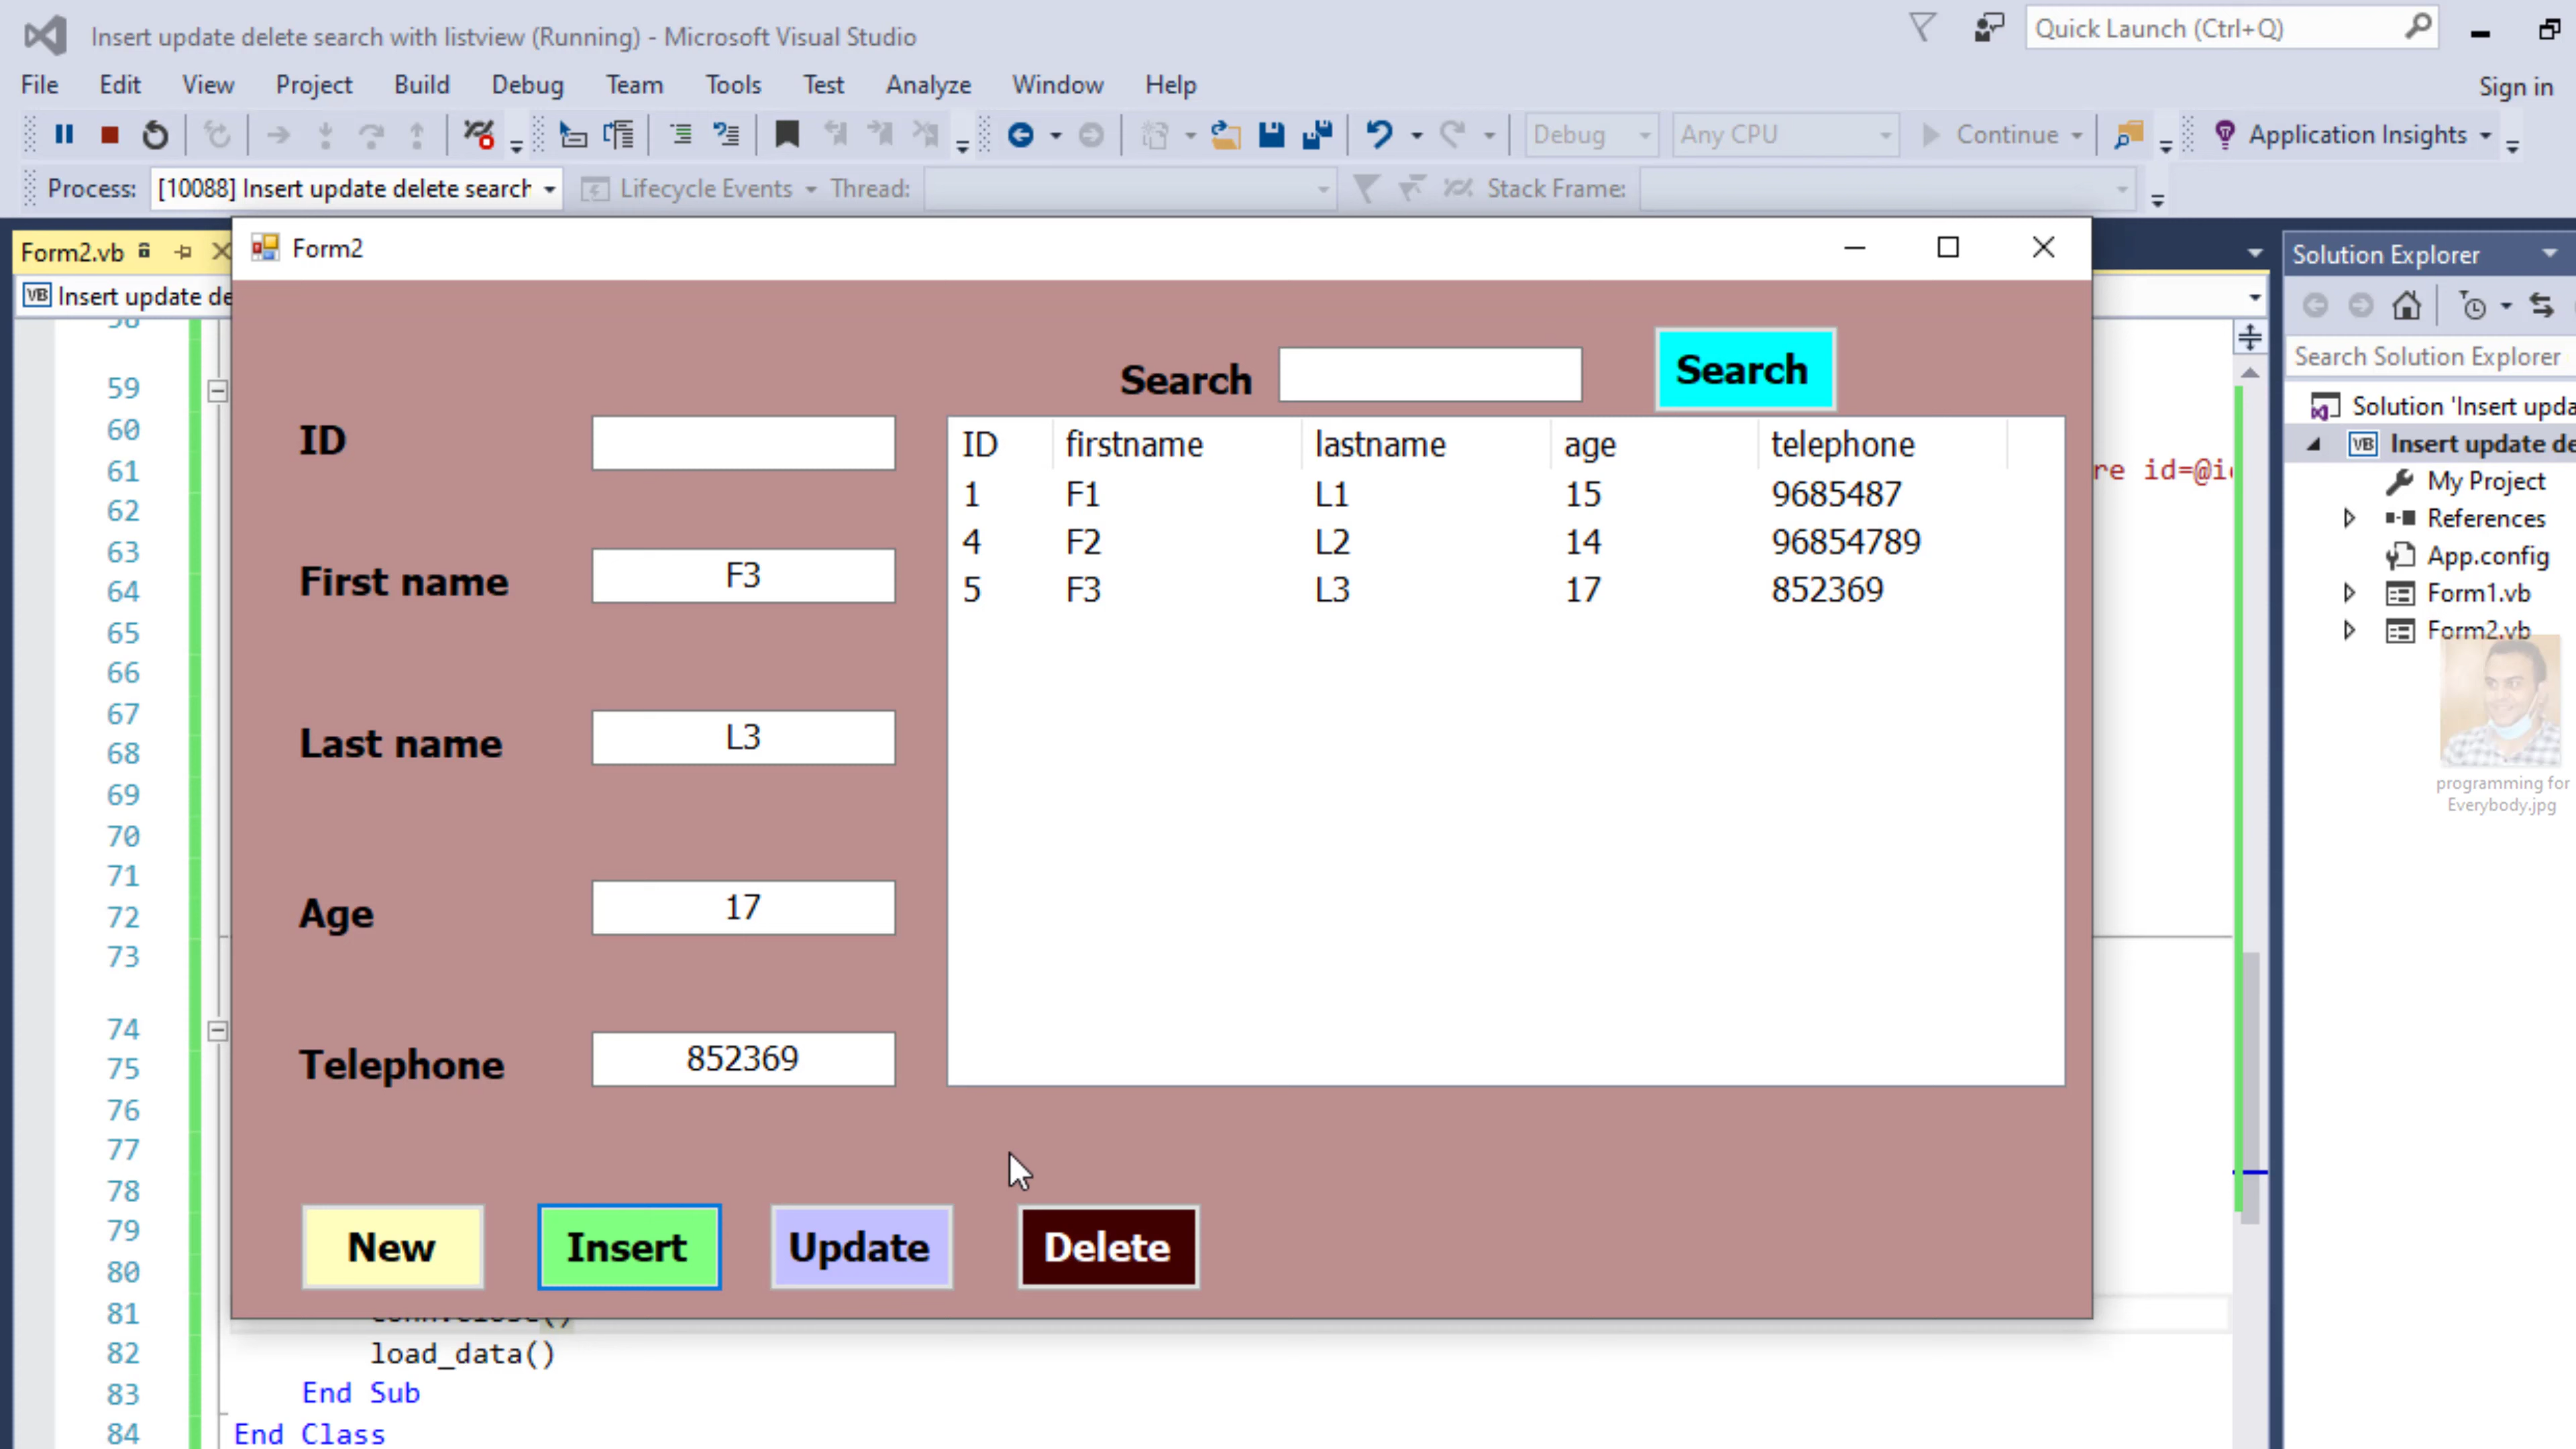 Insert update delete search with listview (Running) - Microsoft Visual Studio
Quick Launch (Ctrl+Q)
File Edit View Project Build Debug Team Tools Test Analyze Window Help
Sign in
Debug Any CPU Continue Application Insights
Process: [10088] Insert update delete search Lifecycle Events Thread: Stack Frame:
Form2.vb
Form2
Solution Explorer
Insert update de
Search Solution Explorer
Search
Search
Solution 'Insert upda
Insert update de
My Project
References
App.config
Form1.vb
Form2.vb
programming for
Everybody.jpg
re id=@i
ID
First name F3
Last name L3
Age 17
Telephone 852369
ID firstname lastname age telephone
1 F1 L1 15 9685487
4 F2 L2 14 96854789
5 F3 L3 17 852369
New Insert Update Delete
59
60
61
62
63
64
65
66
67
68
69
70
71
72
73
74
75
76
77
78
79
80
81
82 load_data()
83 End Sub
84 End Class